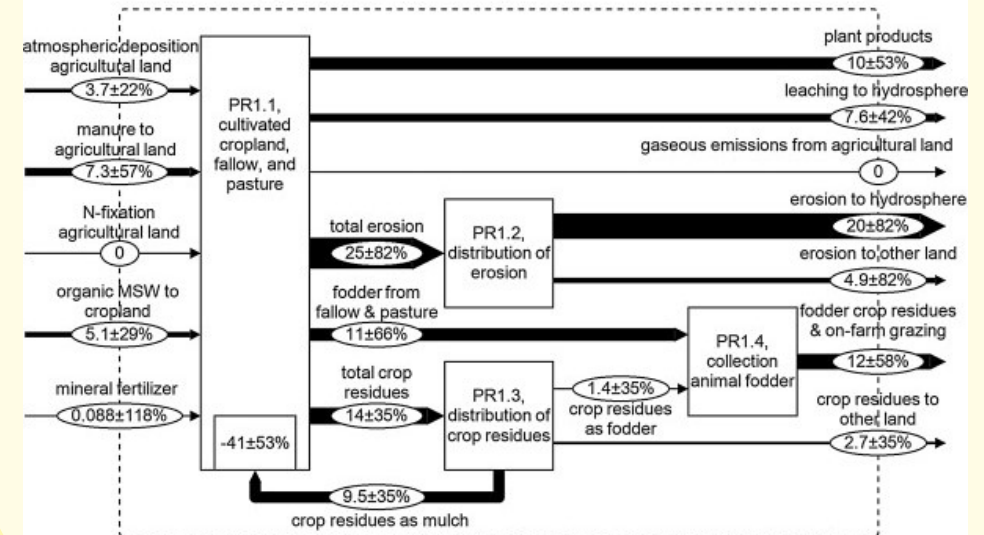 atmospheric deposition
agricultural land
3.7±22%
manure to
agricultural land
7.3±57%
N-fixation
agricultural land
0
organic MSW to
cropland
5.1±29%
mineral fertilizer
0.088±118%
PR1.1,
cultivated
cropland,
fallow, and
pasture
-41±53%
plant products
10±53%
leaching to hydrosphere
7.6±42%
gaseous emissions from agricultural land
0
total erosion
25±82%
PR1.2,
distribution of
erosion
erosion to hydrosphere
20±82%
erosion to other land
4.9±82%
fodder from
fallow & pasture
11±66%
PR1.4,
collection
animal fodder
fodder crop residues
& on-farm grazing
12±58%
total crop
residues
14±35%
PR1.3,
distribution of
crop residues
1.4±35%
crop residues
as fodder
crop residues to
other land
2.7±35%
9.5±35%
crop residues as mulch